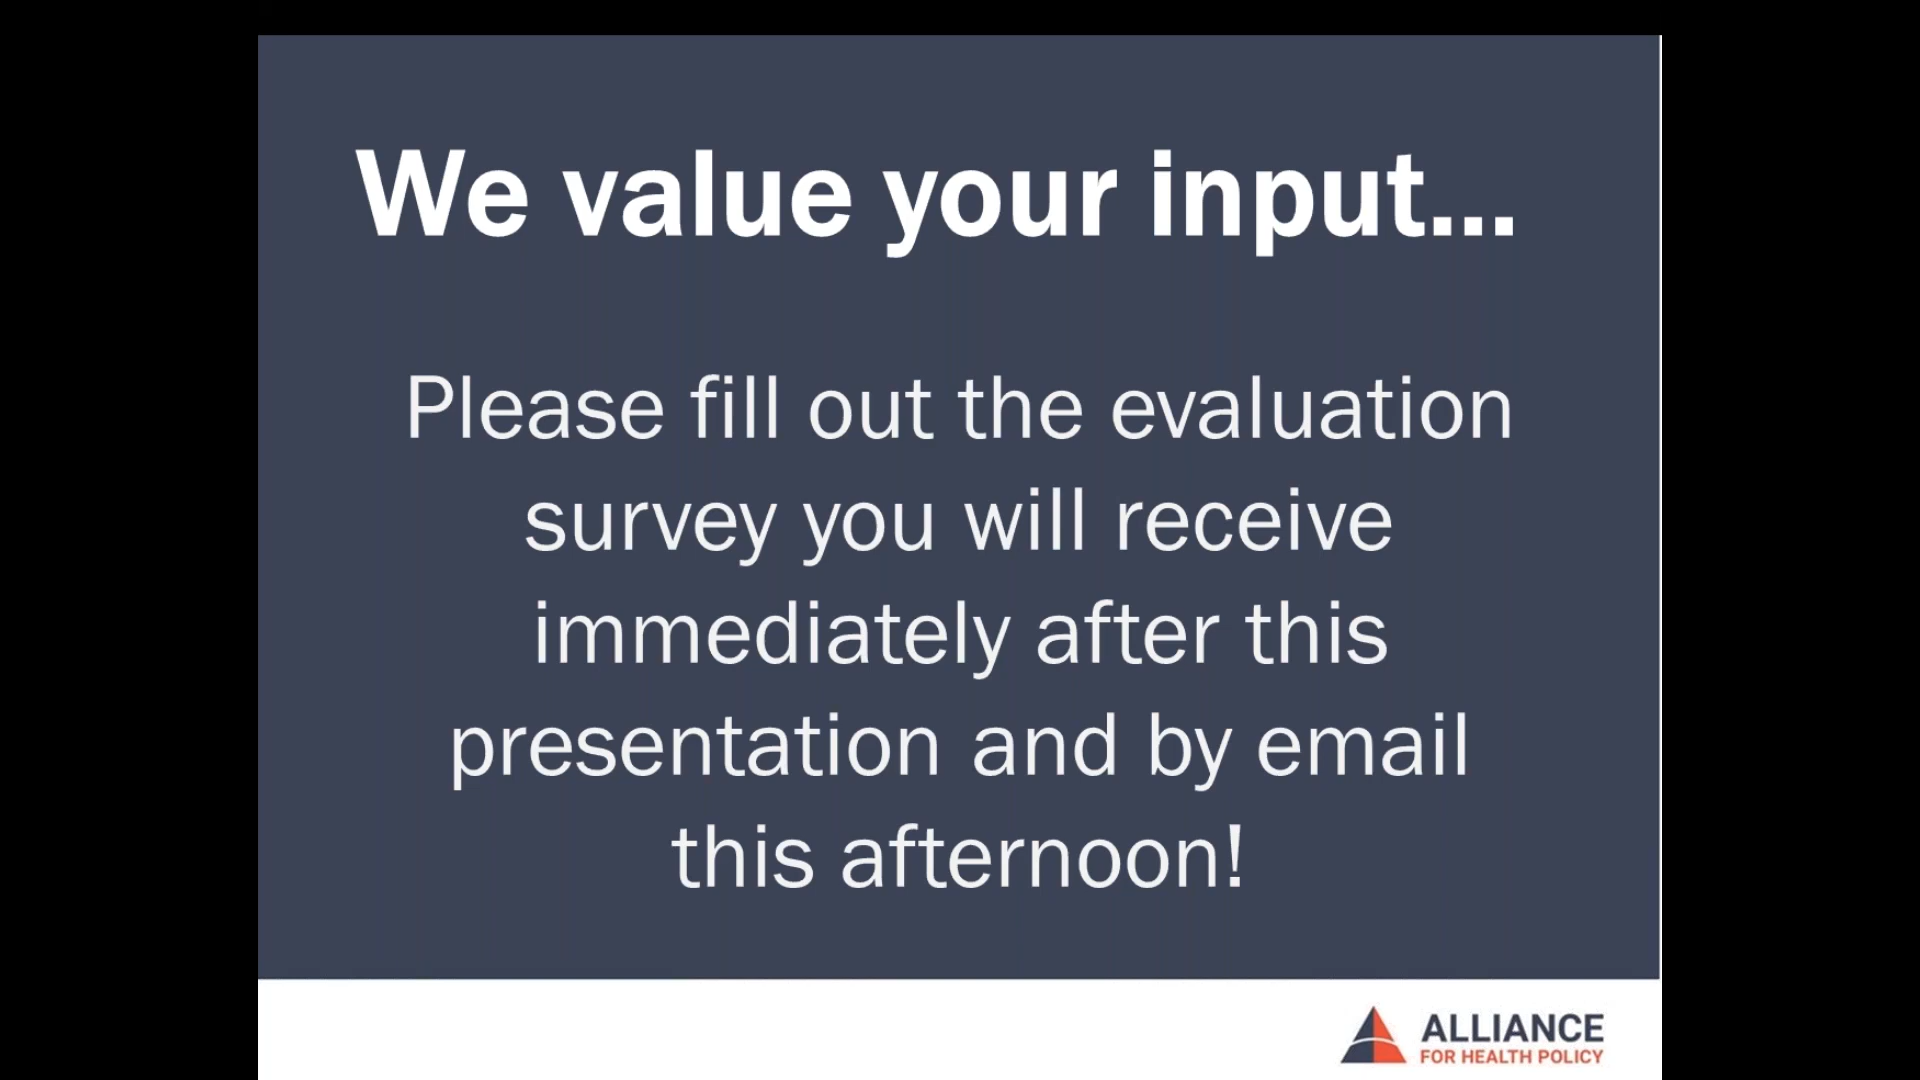 We value your input...
Please fill out the evaluation
survey you will receive
immediately after this
presentation and by email
this afternoon!
ALLIANCE
FOR HEALTH POLICY